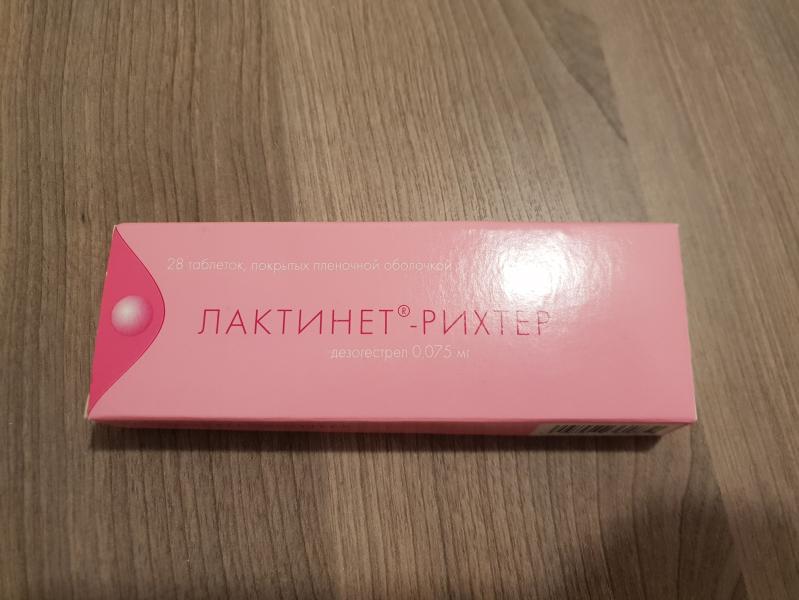 28 таблеток, покрытых пленочной оболочкой
ЛАКТИНЕТ®-РИХТЕР
дезогестрел 0,075 мг